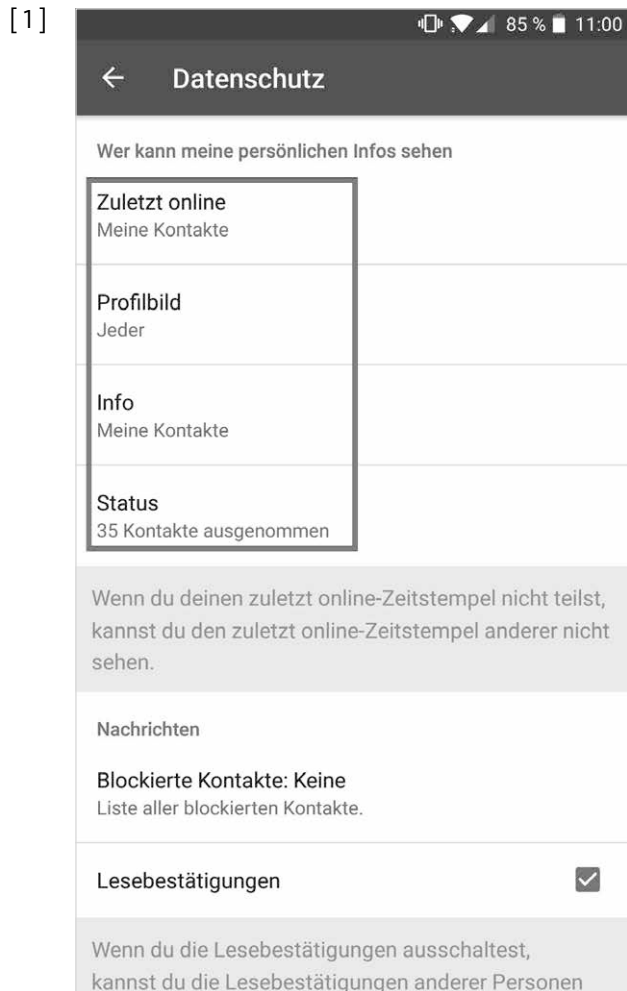 [1]
85 % 11:00
Datenschutz
Wer kann meine persönlichen Infos sehen
Zuletzt online
Meine Kontakte
Profilbild
Jeder
Info
Meine Kontakte
Status
35 Kontakte ausgenommen
Wenn du deinen zuletzt online-Zeitstempel nicht teilst,
kannst du den zuletzt online-Zeitstempel anderer nicht
sehen.
Nachrichten
Blockierte Kontakte: Keine
Liste aller blockierten Kontakte.
Lesebestätigungen
Wenn du die Lesebestätigungen ausschaltest,
kannst du die Lesebestätigungen anderer Personen